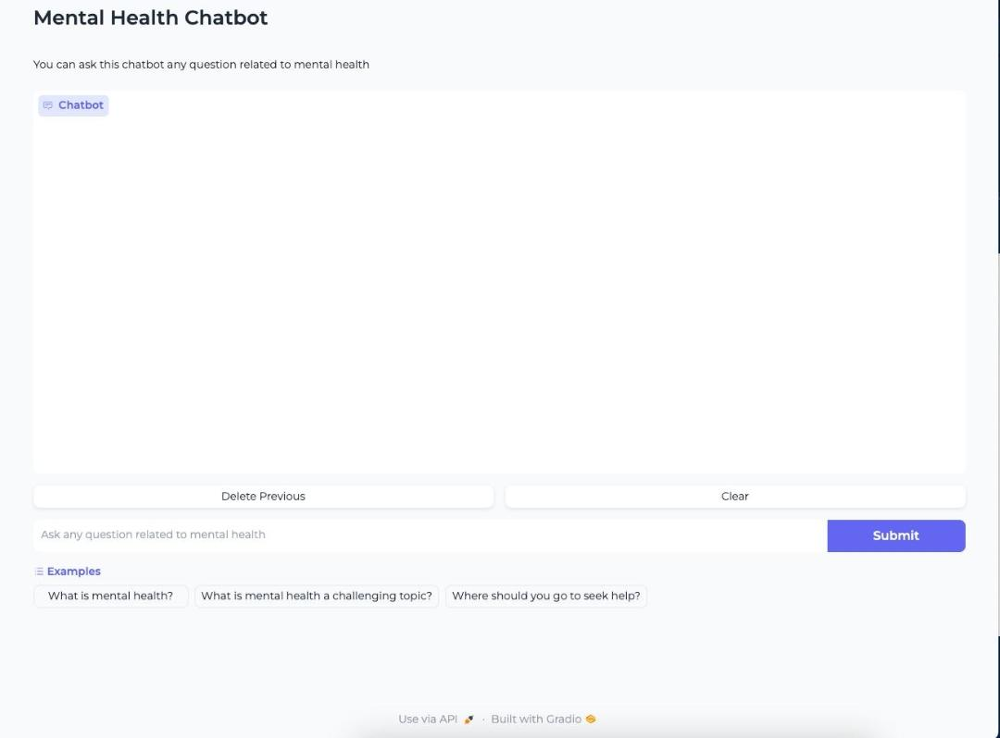 Mental Health Chatbot
You can ask this chatbot any question related to mental health
Chatbot
Delete Previous
Clear
Ask any question related to mental health
Submit
Examples
What is mental health?
What is mental health a challenging topic?
Where should you go to seek help?
Use via API · Built with Gradio